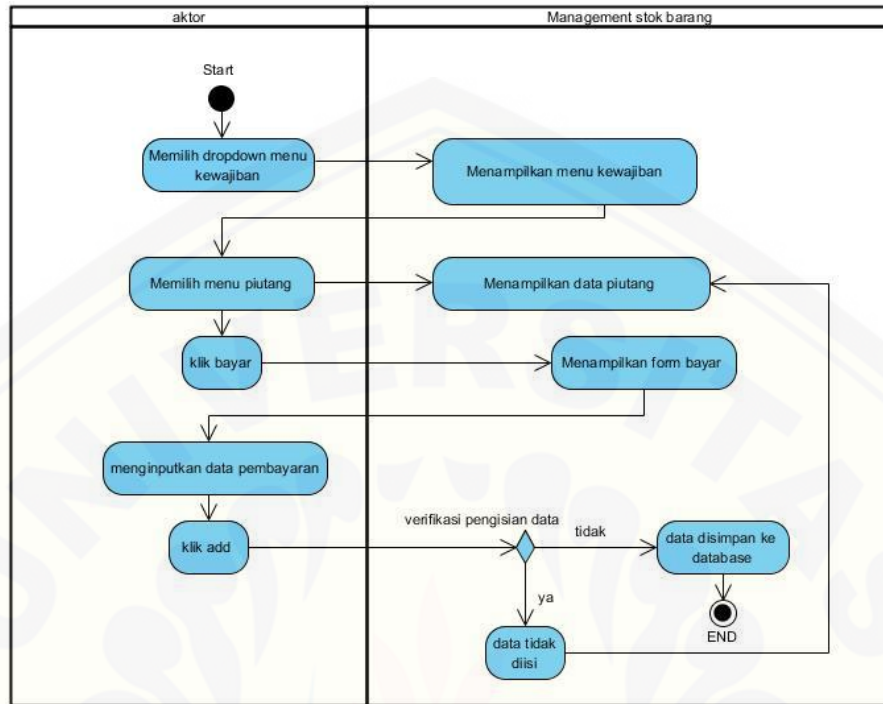 aktor
Management stok barang
Start
Memilih dropdown menu
kewajiban
Menampilkan menu kewajiban
Memilih menu piutang
Menampilkan data piutang
klik bayar
Menampilkan form bayar
menginputkan data pembayaran
verifikasi pengisian data
tidak
klik add
data disimpan ke
database
ya
END
data tidak
diisi
UNIVERSITAS